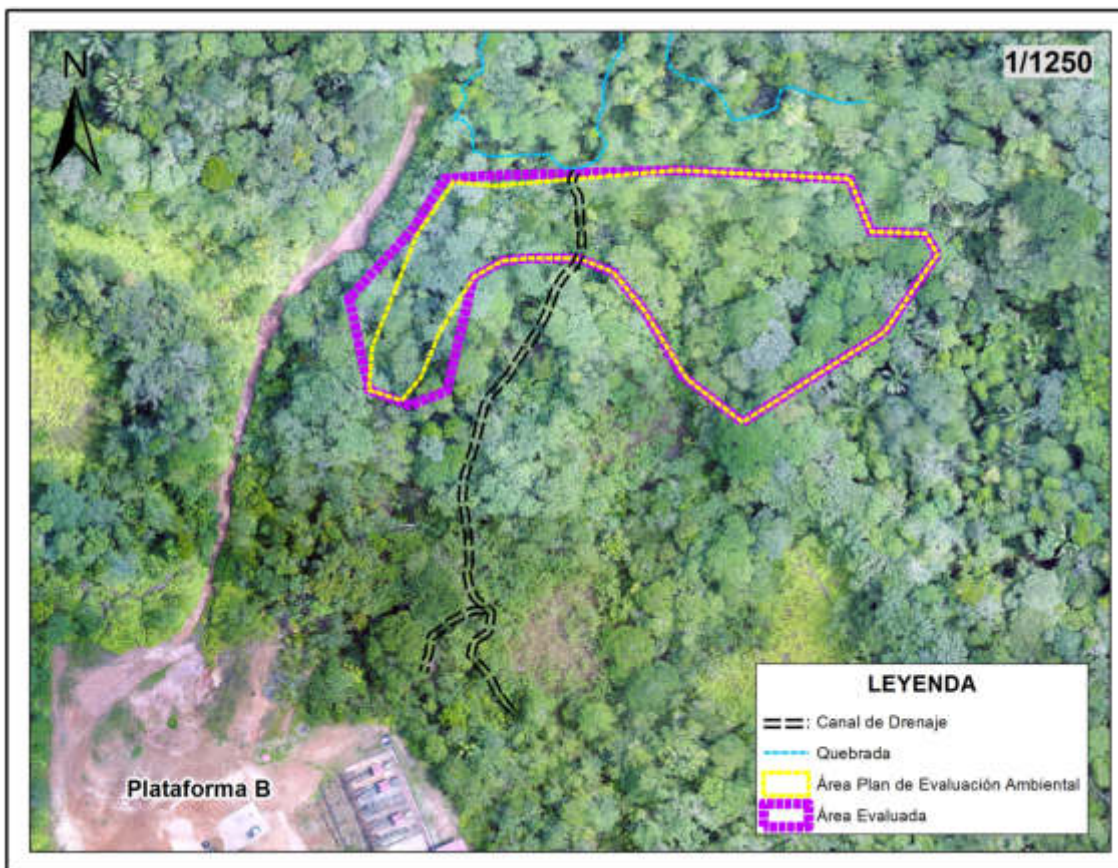 N
1/1250
Plataforma B
LEYENDA
Canal de Drenaje
Quebrada
Área Plan de Evaluación Ambiental
Área Evaluada